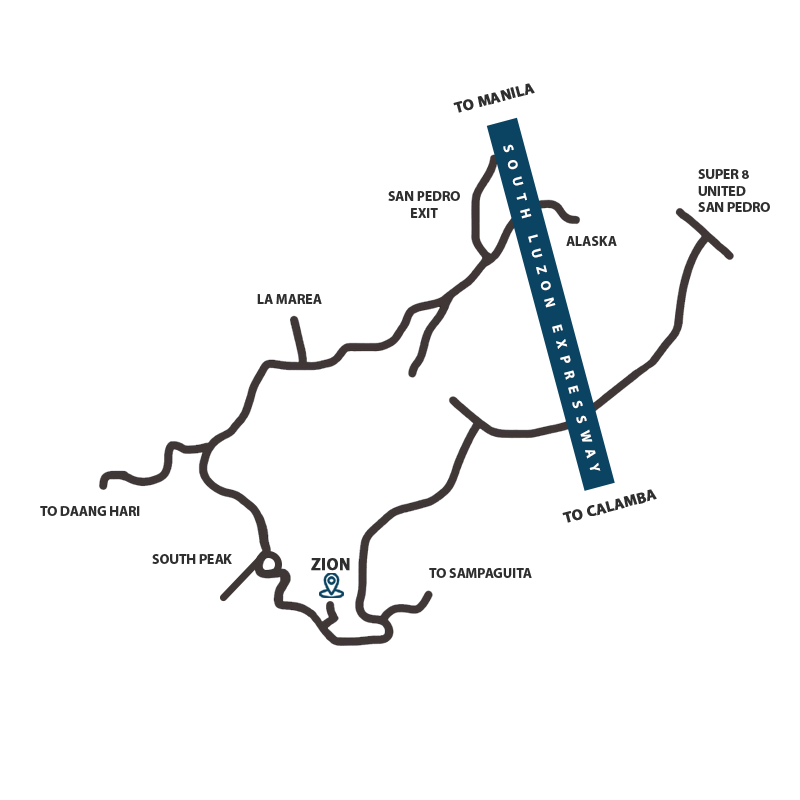 TO MANILA
SOUTH LUZON EXPRESSWAY
SUPER 8
UNITED
SAN PEDRO
SAN PEDRO
EXIT
ALASKA
LA MAREA
TO DAANG HARI
TO CALAMBA
SOUTH PEAK
ZION
TO SAMPAGUITA